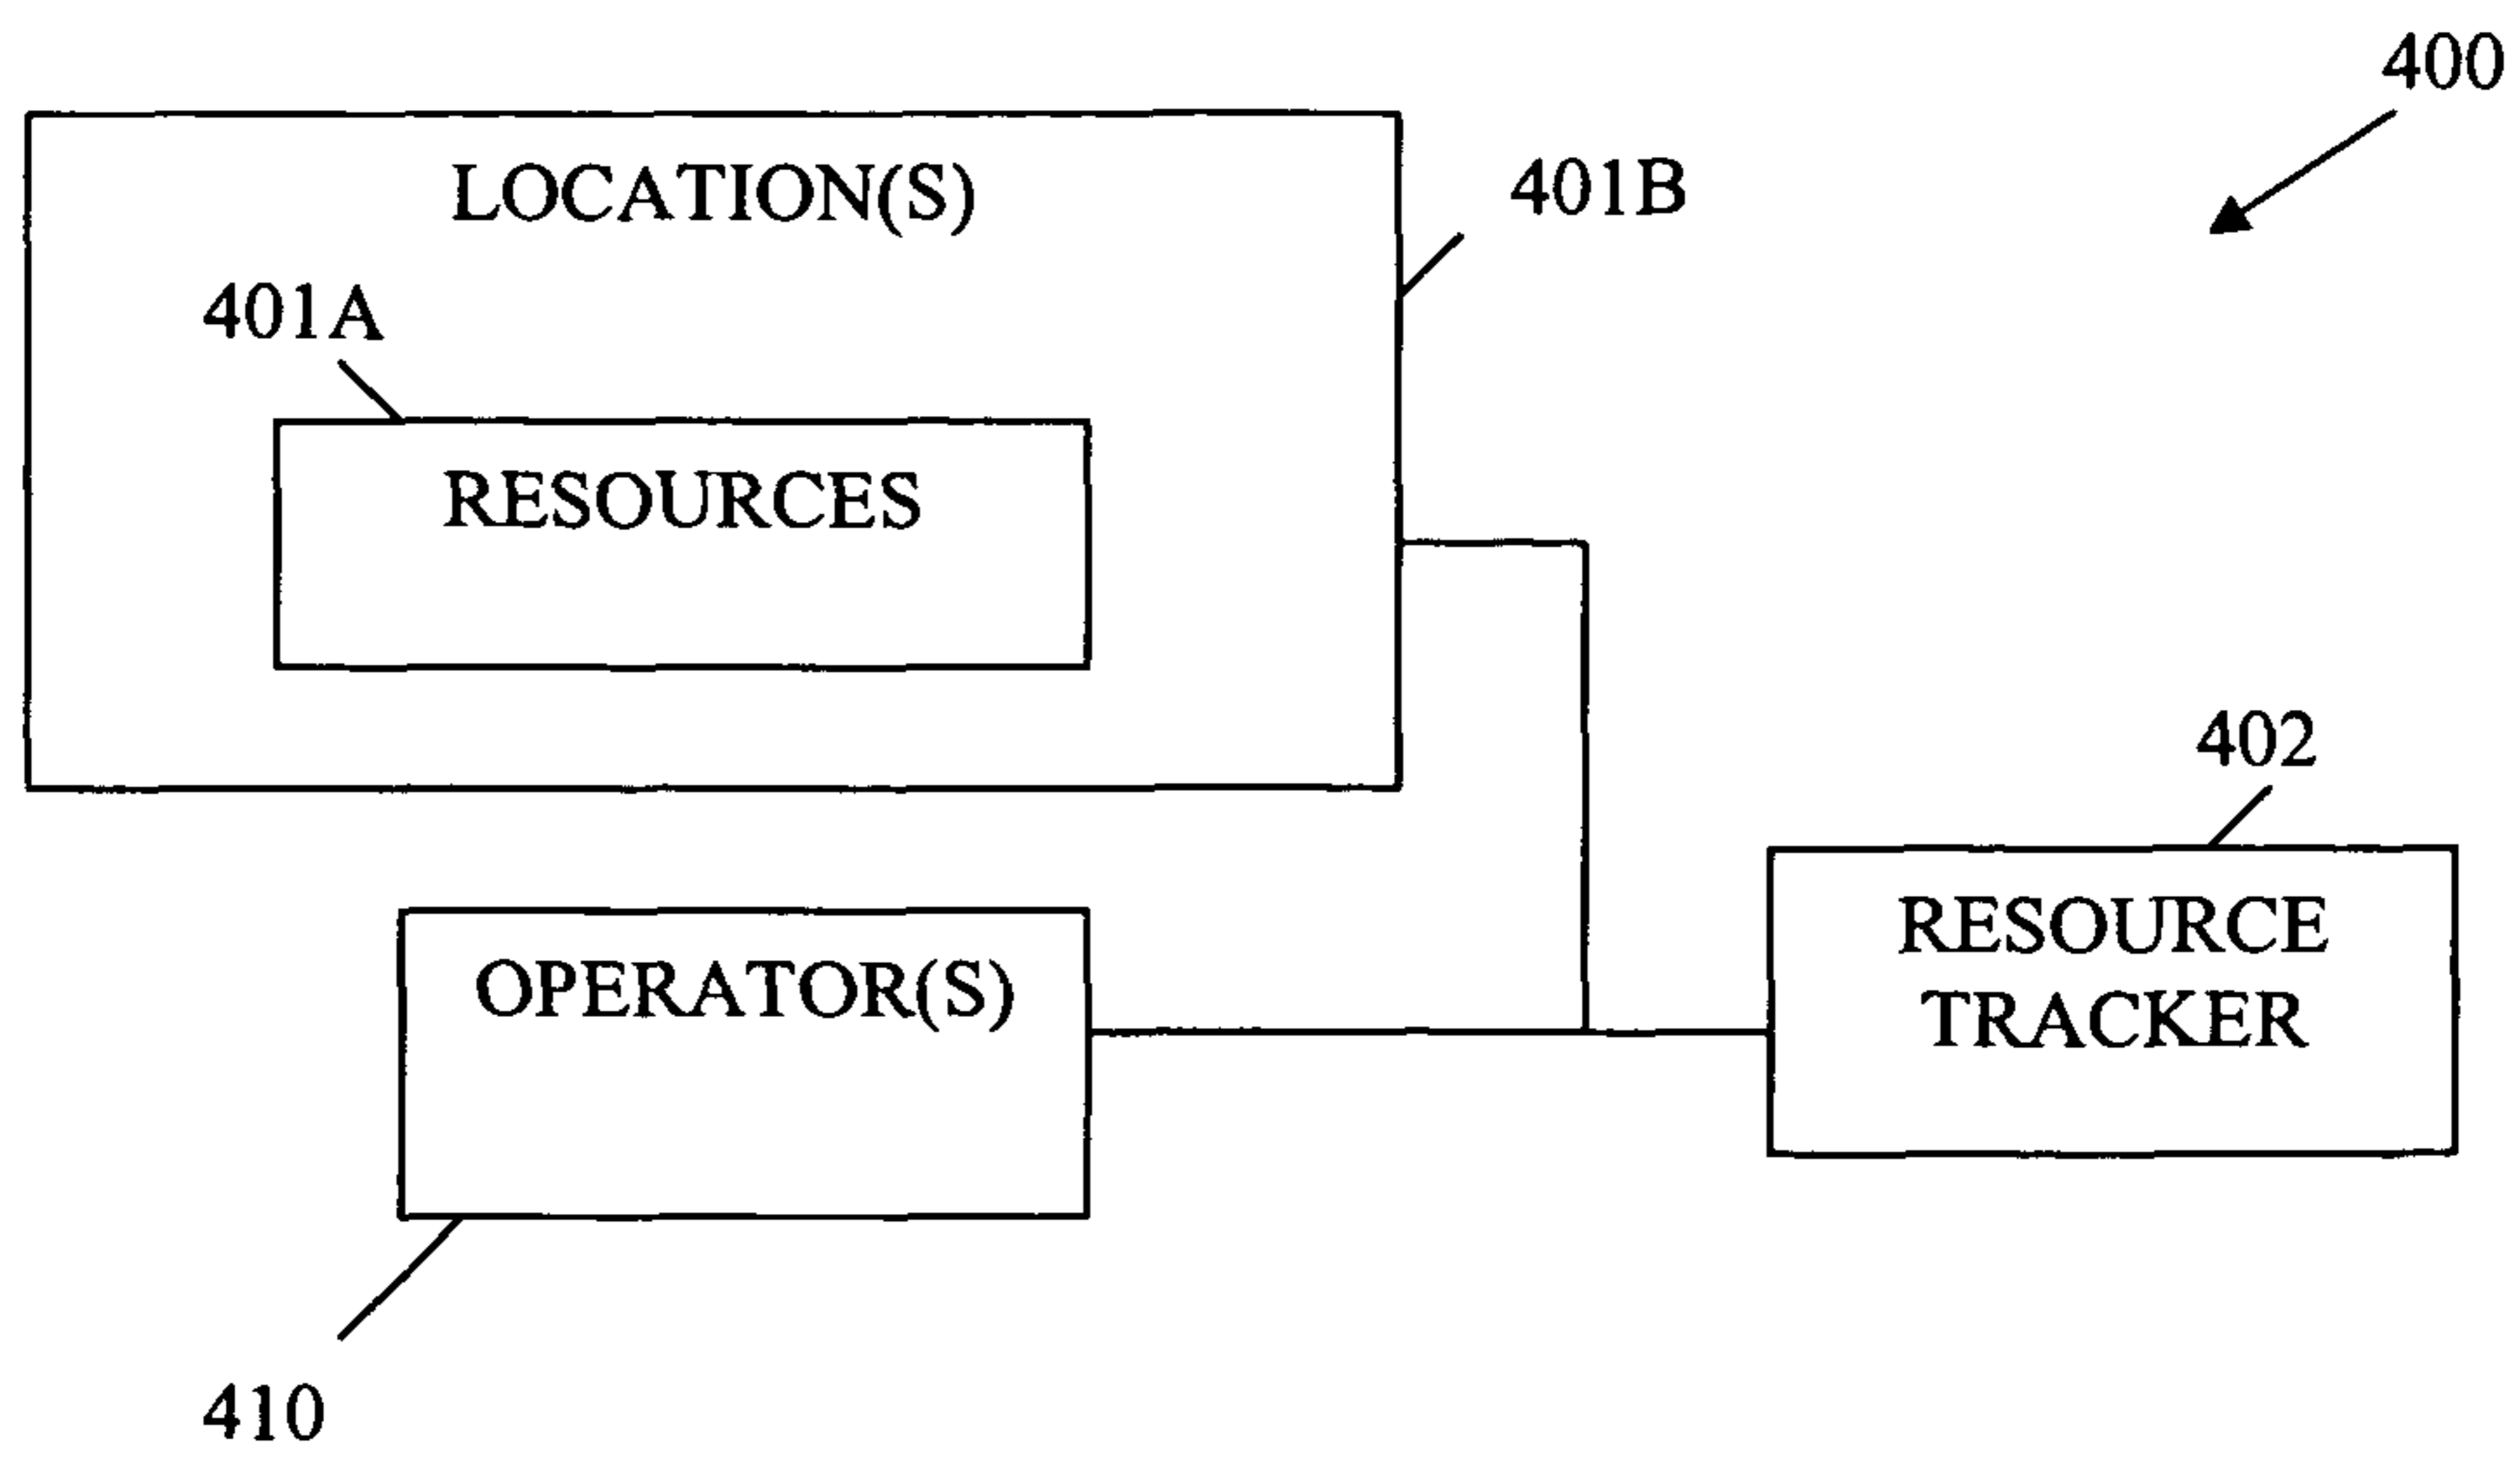 400
LOCATION(S)
401B
401A
RESOURCES
402
RESOURCE
TRACKER
OPERATOR(S)
410